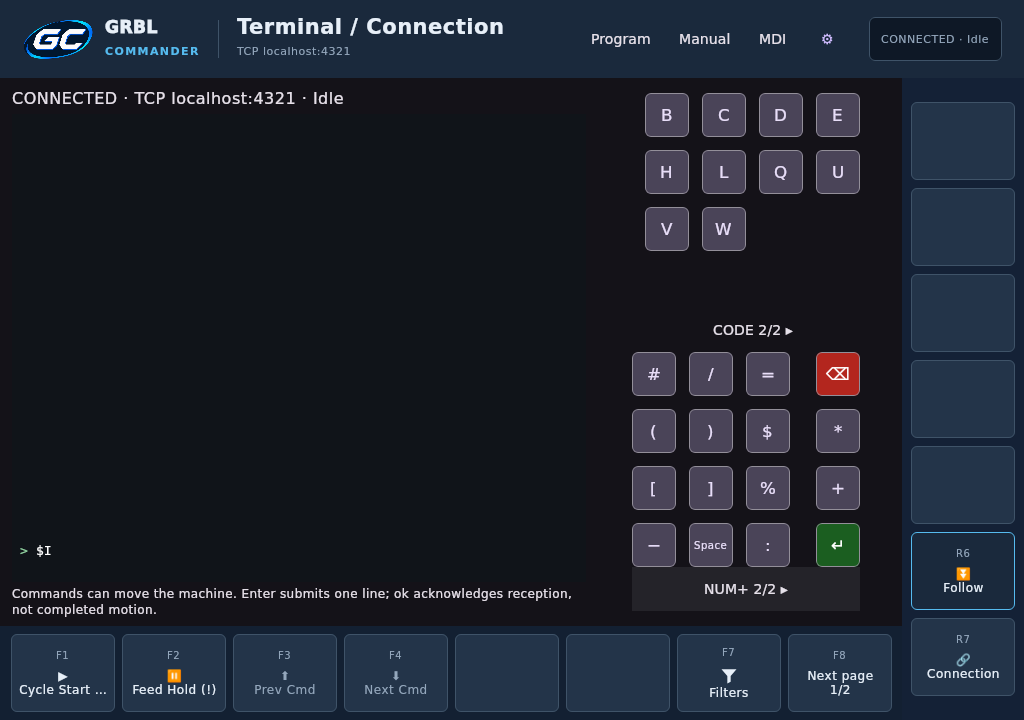 GC GRBL COMMANDER
Terminal / Connection
TCP localhost:4321
Program Manual MDI ⚙
CONNECTED · Idle
CONNECTED · TCP localhost:4321 · Idle
B C D E
H L Q U
V W
CODE 2/2 ▸
# / = ⌫
( ) $ *
[ ] % +
− Space : ↵
NUM+ 2/2 ▸
> $I
Commands can move the machine. Enter submits one line; ok acknowledges reception,
not completed motion.
R6
⏬
Follow
R7
🔗
Connection
F1
▶
Cycle Start ...
F2
⏸
Feed Hold (!)
F3
⬆
Prev Cmd
F4
⬇
Next Cmd
F7
Filters
F8
Next page
1/2